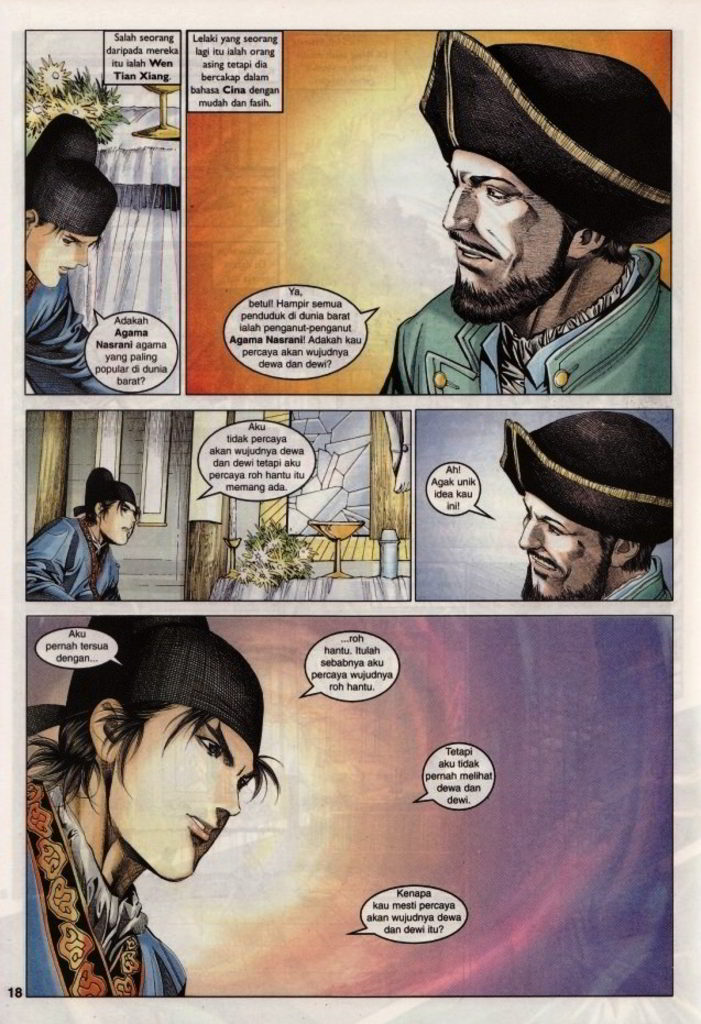 Salah seorang
daripada mereka
itu ialah Wen
Tian Xiang.
Lelaki yang seorang
lagi itu ialah orang
asing tetapi dia
bercakap dalam
bahasa Cina dengan
mudah dan fasih.
Adakah
Agama
Nasrani agama
yang paling
popular di dunia
barat?
Ya,
betul! Hampir semua
penduduk di dunia barat
ialah penganut-penganut
Agama Nasrani! Adakah kau
percaya akan wujudnya
dewa dan dewi?
Aku
tidak percaya
akan wujudnya dewa
dan dewi tetapi aku
percaya roh hantu itu
memang ada.
Ah!
Agak unik
idea kau
ini!
Aku
pernah tersua
dengan...
...roh
hantu. Itulah
sebabnya aku
percaya wujudnya
roh hantu.
Tetapi
aku tidak
pernah melihat
dewa dan
dewi.
Kenapa
kau mesti percaya
akan wujudnya dewa
dan dewi itu?
18